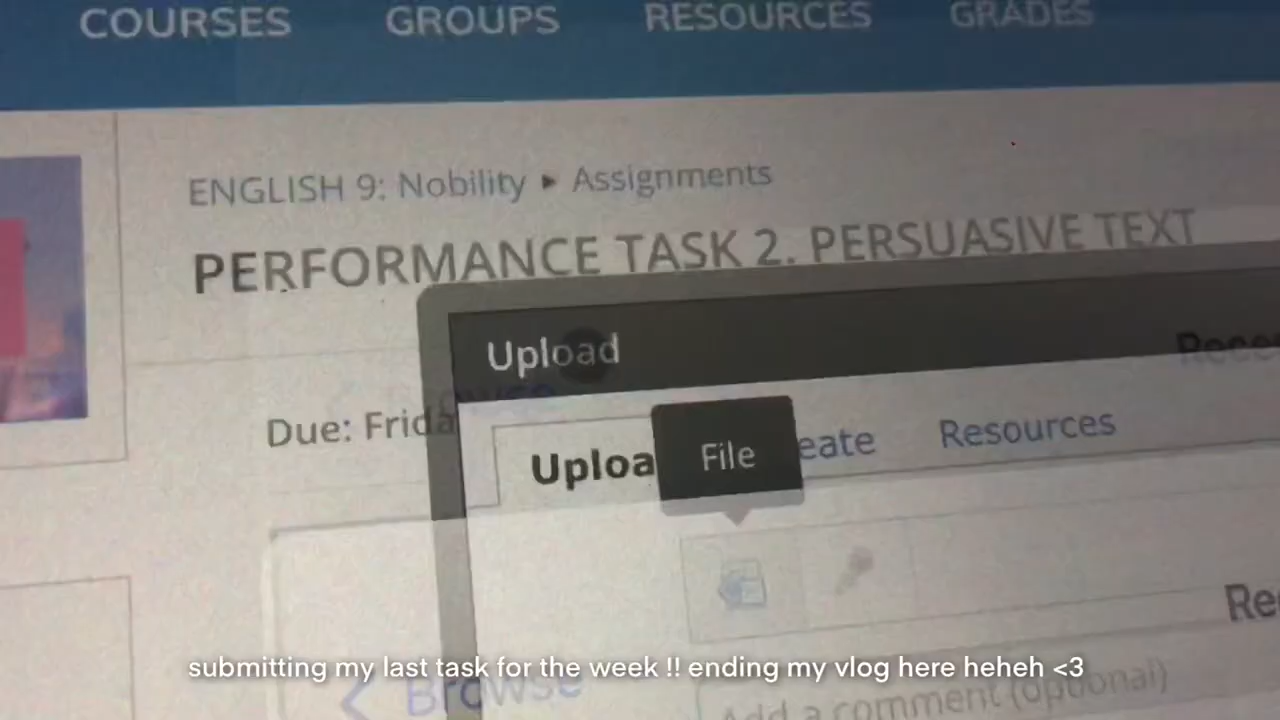 COURSES GROUPS RESOURCES GRADES
ENGLISH 9: Nobility ▸ Assignments
PERFORMANCE TASK 2. PERSUASIVE TEXT
Upload
Due: Frida
Uploa File eate Resources
submitting my last task for the week !! ending my vlog here heheh <3
Browse
Add a comment (optional)